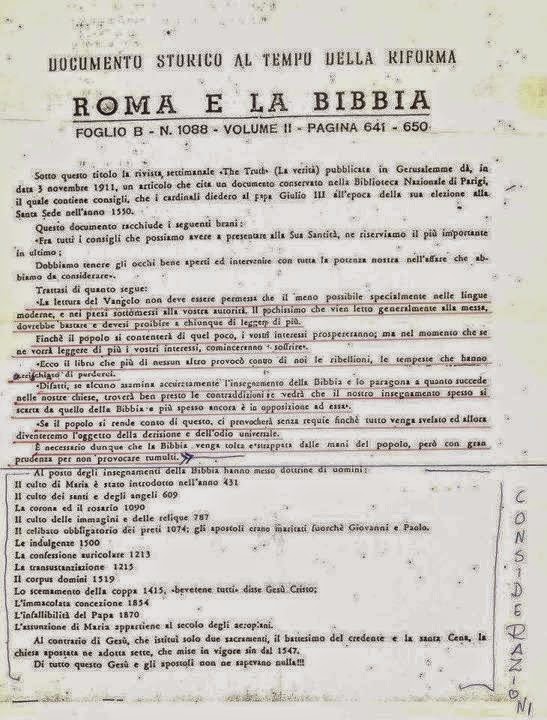 DOCUMENTO STORICO AL TEMPO DELLA RIFORMA
ROMA E LA BIBBIA
FOGLIO B - N. 1088 - VOLUME II - PAGINA 641 - 650
Sotto questo titolo la rivista settimanale «The Truth» (La verità) pubblicata in Gerusalemme dà, in
data 3 novembre 1911, un articolo che cita un documento conservato nella Biblioteca Nazionale di Parigi,
il quale contiene consigli, che i cardinali diedero al papa Giulio III all'epoca della sua elezione alla
Santa Sede nell'anno 1550.
Questo documento racchiude i seguenti brani:
«Fra tutti i consigli che possiamo avere a presentare alla Sua Santità, ne riserviamo il più importante
in ultimo;
Dobbiamo tenere gli occhi bene aperti ed intervenire con tutta la potenza nostra nell'affare che ab-
biamo da considerare».
Trattasi di quanto segue:
«La lettura del Vangelo non deve essere permessa che il meno possibile specialmente nelle lingue
moderne, e nei paesi sottomessi alla vostra autorità. Il pochissimo che vien letto generalmente alla messa,
dovrebbe bastare e devesi proibire a chiunque di leggere di più.
Finchè il popolo si contenterà di quel poco, i vostri interessi prospereranno; ma nel momento che se
ne vorrà leggere di più i vostri interessi, cominceranno a soffrire».
«Ecco il libro che più di nessun altro provocò contro di noi le ribellioni, le tempeste che hanno
arrischiato di perderci.
«Difatti, se alcuno esamina accuratamente l'insegnamento della Bibbia e lo paragona a quanto succede
nelle nostre chiese, troverà ben presto le contraddizioni e vedrà che il nostro insegnamento spesso si
scarta da quello della Bibbia e più spesso ancora è in opposizione ad essa».
«Se il popolo si rende conto di questo, ci provocherà senza requie finchè tutto venga svelato ed allora
diventeremo l'oggetto della derisione e dell'odio universale.
È necessario dunque che la Bibbia venga tolta e strappata dalle mani del popolo, però con gran
prudenza per non provocare tumulti.»
Al posto degli insegnamenti della Bibbia hanno messo dottrine di uomini:
Il culto di Maria è stato introdotto nell'anno 431
Il culto dei santi e degli angeli 609
La corona ed il rosario 1090
Il culto delle immagini e delle relique 787
Il celibato obbligatorio dei preti 1074; gli apostoli erano maritati fuorchè Giovanni e Paolo.
Le indulgenze 1500
La confessione auricolare 1213
La transustanziazione 1215
Il corpus domini 1519
Lo scemamento della coppa 1415, «bevetene tutti» disse Gesù Cristo;
L'immacolata concezione 1854
L'infallibilità del Papa 1870
L'assunzione di Maria appartiene al secolo degli aeroplani.
Al contrario di Gesù, che istituì solo due sacramenti, il battesimo del credente e la santa Cena, la
chiesa apostata ne adotta sette, che mise in vigore sin dal 1547.
Di tutto questo Gesù e gli apostoli non ne sapevano nulla!!!
CONSIDERAZIONI